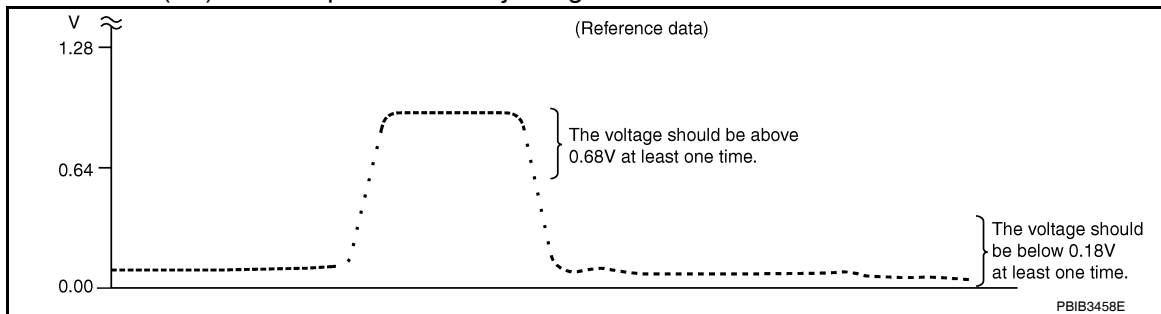 V
(Reference data)
1.28
The voltage should be above
0.68V at least one time.
0.64
The voltage should
be below 0.18V
at least one time.
0.00
PBIB3458E